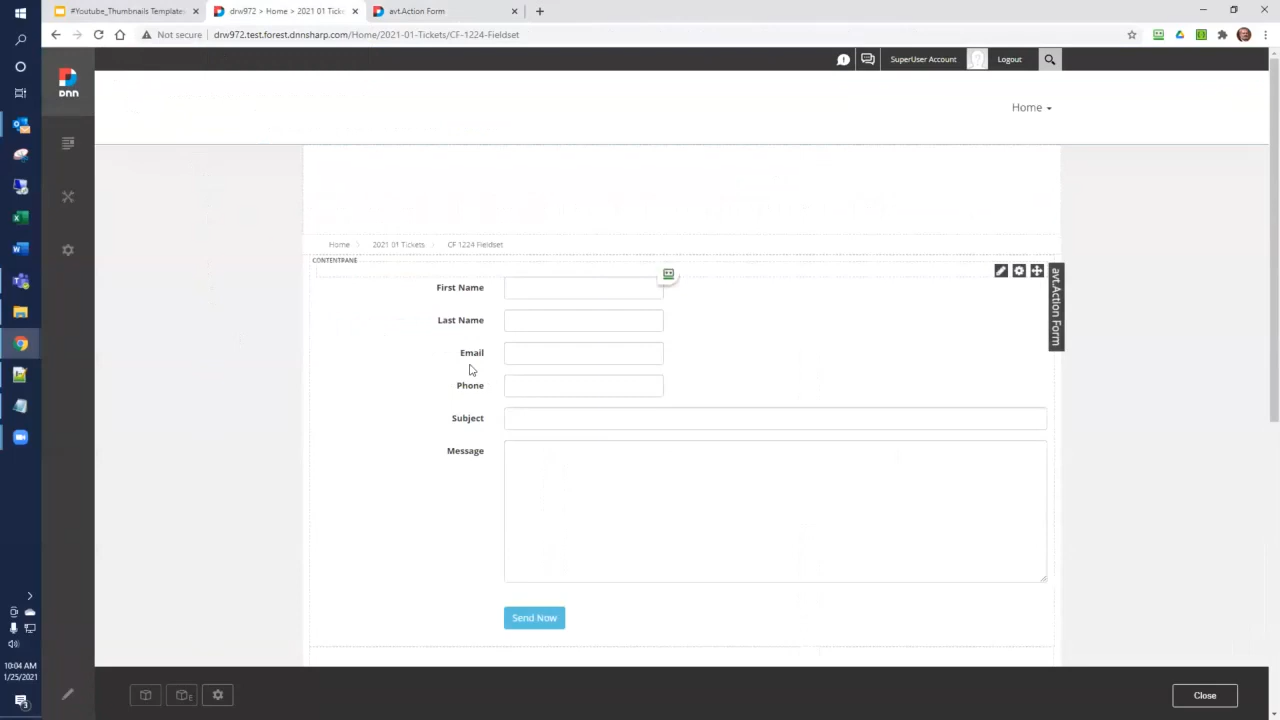 #Youtube_Thumbnails Template
drw972 > Home > 2021 01 Ticke
avt.Action Form
Not secure
drw972.test.forest.dnnsharp.com/Home/2021-01-Tickets/CF-1224-Fieldset
DNN
SuperUser Account
Logout
Home
Home
2021 01 Tickets
CF 1224 Fieldset
CONTENTPANE
First Name
avt.Action Form
Last Name
Email
Phone
Subject
Message
Send Now
10:04 AM
1/25/2021
E
Close